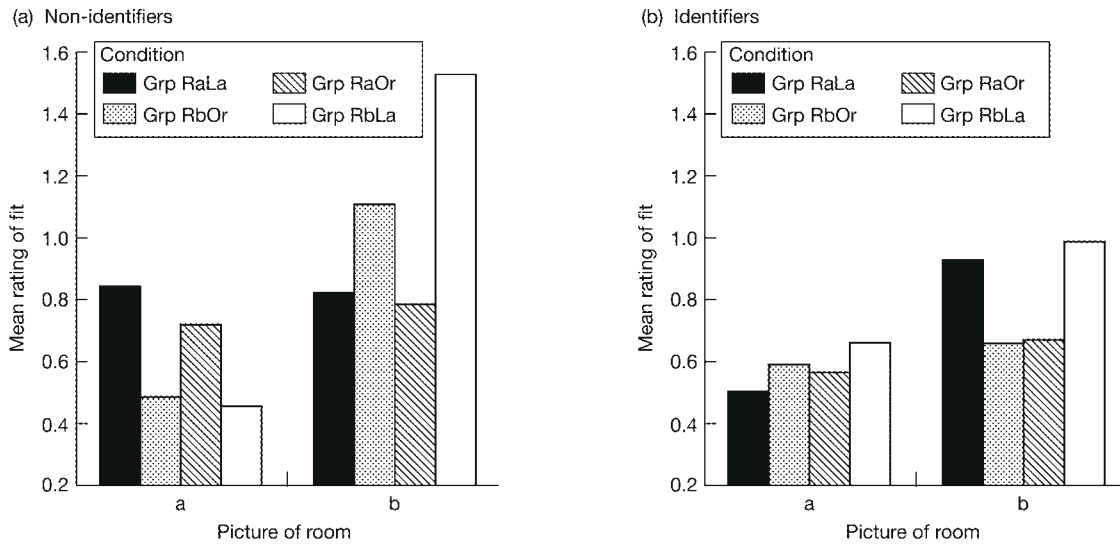 (a) Non-identifiers
Condition
Grp RaLa
Grp RaOr
Grp RbOr
Grp RbLa
1.6
1.4
1.2
1.0
0.8
0.6
0.4
0.2
Mean rating of fit
a
b
Picture of room
(b) Identifiers
Condition
Grp RaLa
Grp RaOr
Grp RbOr
Grp RbLa
1.6
1.4
1.2
1.0
0.8
0.6
0.4
0.2
Mean rating of fit
a
b
Picture of room